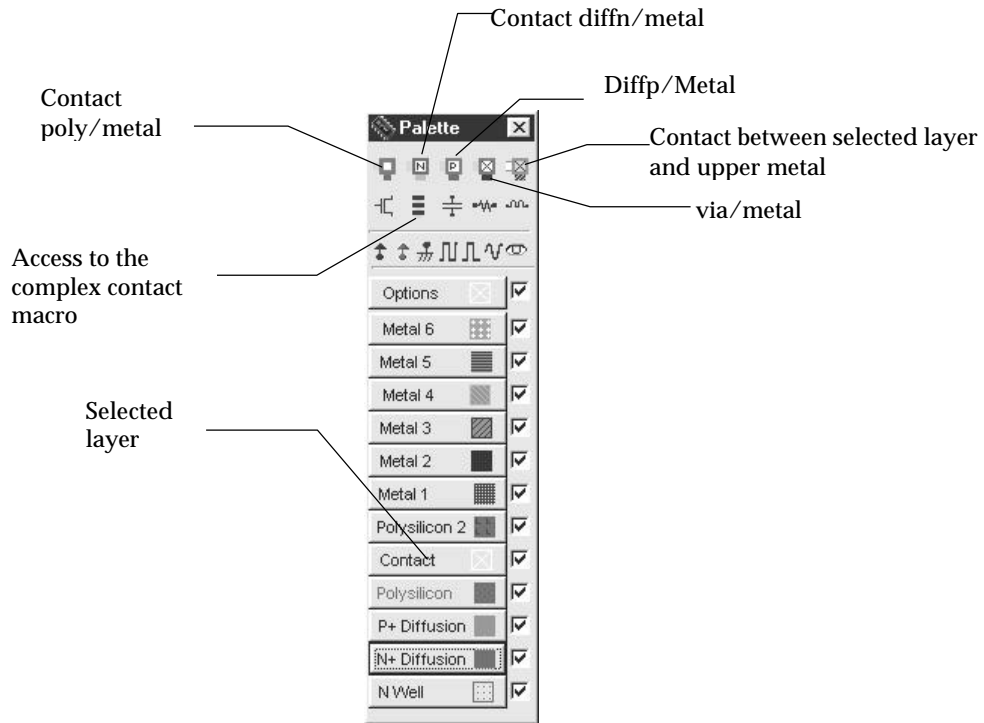 Contact diffn/metal
Diffp/Metal
Contact
poly/metal
Palette
Contact between selected layer
and upper metal
N
P
via/metal
Access to the
complex contact
macro
Options
Metal 6
Metal 5
Metal 4
Selected
layer
Metal 3
Metal 2
Metal 1
Polysilicon 2
Contact
Polysilicon
P+ Diffusion
N+ Diffusion
N Well